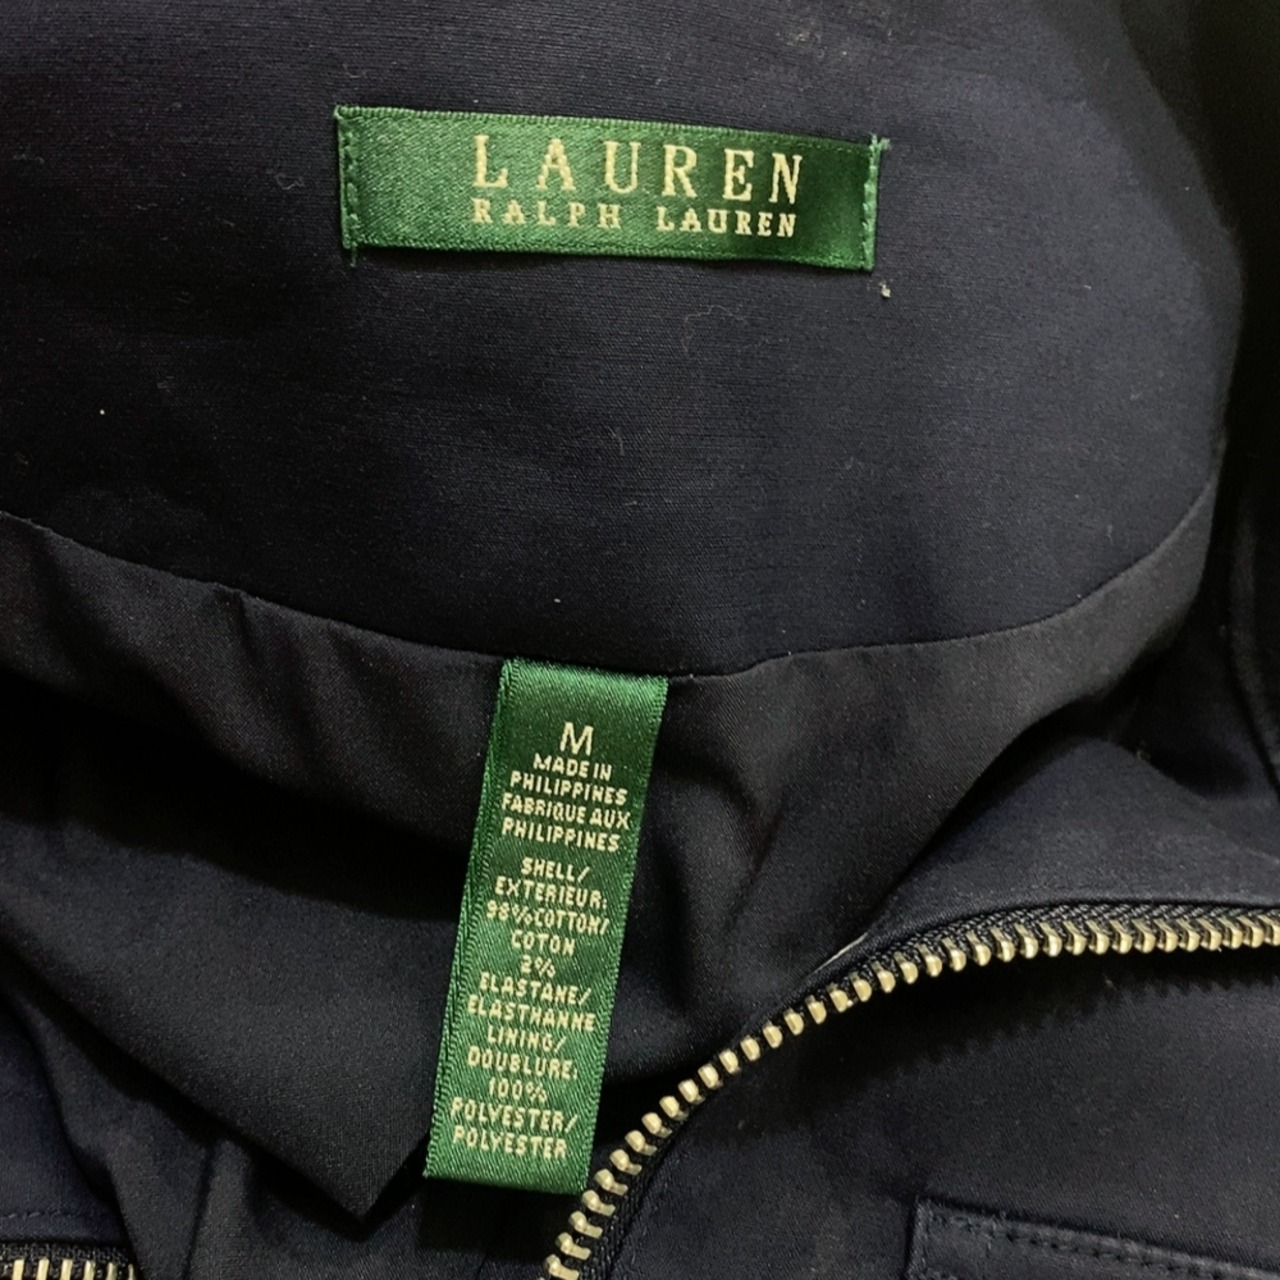 LAUREN
RALPH LAUREN
M
MADE IN
PHILIPPINES
FABRIQUE AUX
PHILIPPINES
SHELL/
EXTERIEUR:
98%COTTON/
COTON
2%
ELASTANE/
ELASTHANNE
LINING/
DOUBLURE:
100%
POLYESTER/
POLYESTER